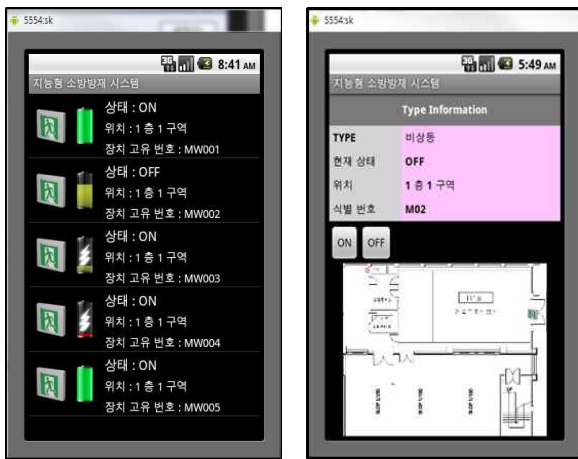 5554:sk
3G
8:41 AM
지능형 소방방재 시스템
상태 : ON
위치 : 1 층 1 구역
장치 고유 번호 : MW001
상태 : OFF
위치 : 1 층 1 구역
장치 고유 번호 : MW002
상태 : ON
위치 : 1 층 1 구역
장치 고유 번호 : MW003
상태 : ON
위치 : 1 층 1 구역
장치 고유 번호 : MW004
상태 : ON
위치 : 1 층 1 구역
장치 고유 번호 : MW005
5554:sk
3G
5:49 AM
지능형 소방방재 시스템
Type Information
TYPE 비상등
현재 상태 OFF
위치 1 층 1 구역
식별 번호 M02
ON OFF